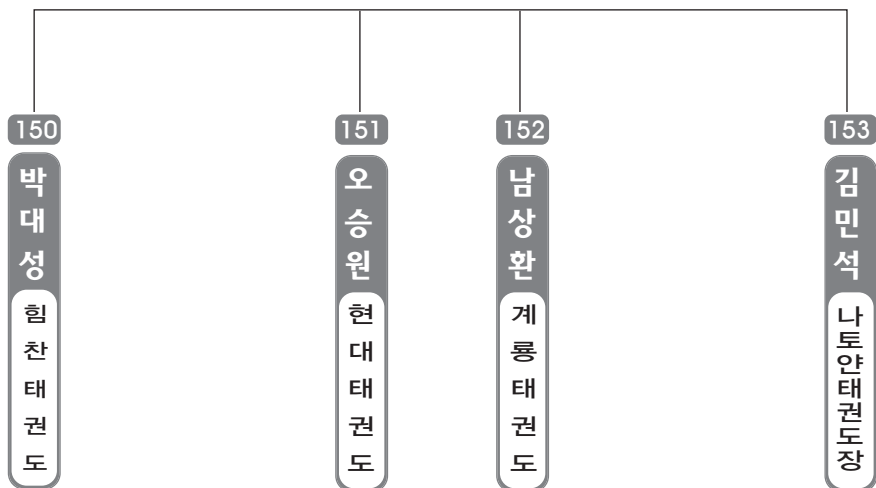 150
박대성
힘찬태권도
151
오승원
현대태권도
152
남상환
계룡태권도
153
김민석
나토얀태권도장